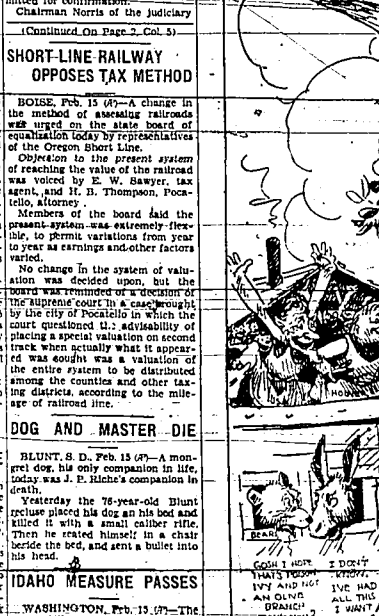 mitted for confirmation.
Chairman Norris of the judiciary
(Continued On Page 2, Col. 5)
SHORT LINE RAILWAY
OPPOSES TAX METHOD
BOISE, Feb. 15 (AP)—A change in
the method of assessing railroads
was urged on the state board of
equalization today by representatives
of the Oregon Short Line.
Objection to the present system
of reaching the value of the railroad
was voiced by E. W. Sawyer, tax
agent, and H. B. Thompson, Poca-
tello, attorney.
Members of the board said the
present system was extremely flex-
ible, to permit variations from year
to year as earnings and other factors
varied.
No change in the system of valu-
ation was decided upon, but the
board was reminded of a decision of
the supreme court in a case brought
by the city of Pocatello in which the
court questioned the advisability of
placing a special valuation on second
track when actually what it appear-
ed was sought was a valuation of
the entire system to be distributed
among the counties and other tax-
ing districts, according to the mile-
age of railroad line.
DOG AND MASTER DIE
BLUNT, S. D., Feb. 15 (AP)—A mon-
grel dog, his only companion in life,
today was J. P. Riche's companion in
death.
Yesterday the 76-year-old Blunt
recluse placed his dog on his bed and
killed it with a small caliber rifle.
Then he seated himself in a chair
beside the bed, and sent a bullet into
his head.
IDAHO MEASURE PASSES
WASHINGTON, Feb. 15 (AP)—The
HOOVER
BEAR
GOSH I HOPE
THAT'S POISON
IVY AND NOT
AN OLIVE
BRANCH
I DON'T
KNOW
I'VE HAD
ALL THIS
I WANT